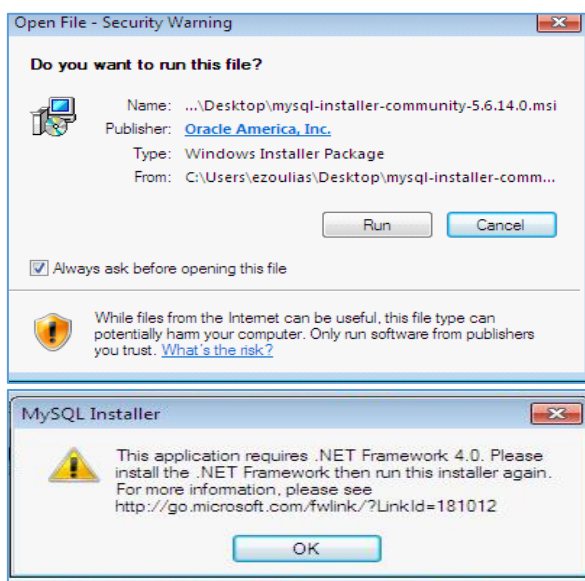 Open File - Security Warning
Do you want to run this file?
Name: ...\Desktop\mysql-installer-community-5.6.14.0.msi
Publisher: Oracle America, Inc.
Type: Windows Installer Package
From: C:\Users\ezoulias\Desktop\mysql-installer-comm...
Run Cancel
Always ask before opening this file
While files from the Internet can be useful, this file type can
potentially harm your computer. Only run software from publishers
you trust. What's the risk?
MySQL Installer
This application requires .NET Framework 4.0. Please
install the .NET Framework then run this installer again.
For more information, please see
http://go.microsoft.com/fwlink/?LinkId=181012
OK